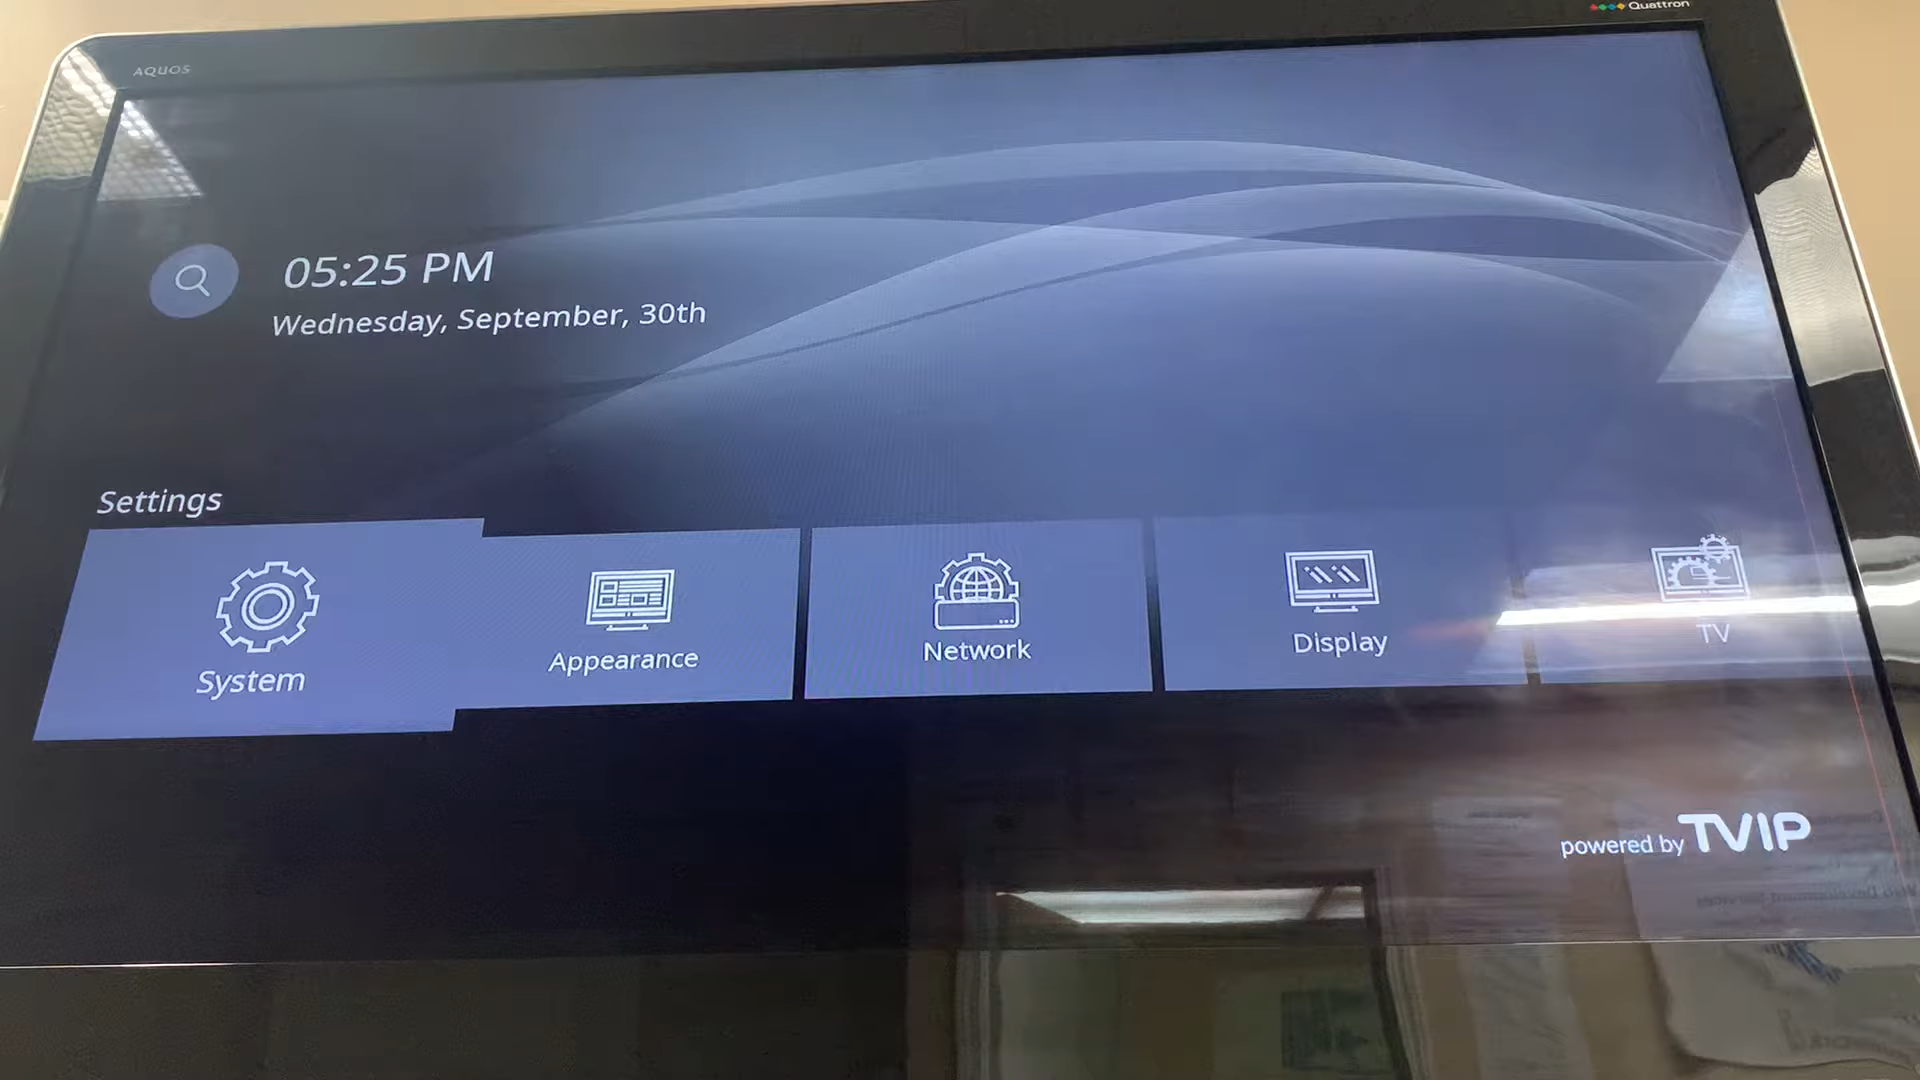 Quattron
AQUOS
05:25 PM
Wednesday, September, 30th
Settings
System
Appearance
Network
Display
TV
powered by TVIP